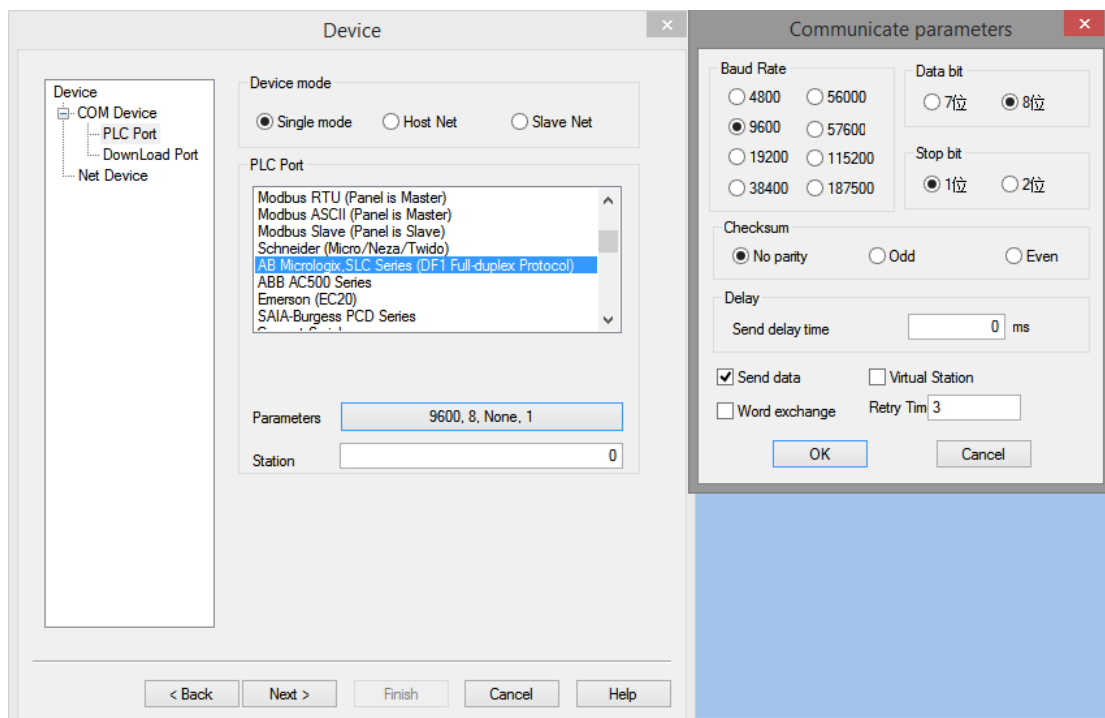 Device
Device
COM Device
PLC Port
DownLoad Port
Net Device
Device mode
Single mode
Host Net
Slave Net
PLC Port
Modbus RTU (Panel is Master)
Modbus ASCII (Panel is Master)
Modbus Slave (Panel is Slave)
Schneider (Micro/Neza/Twido)
AB Micrologix,SLC Series (DF1 Full-duplex Protocol)
ABB AC500 Series
Emerson (EC20)
SAIA-Burgess PCD Series
Parameters
9600, 8, None, 1
Station
0
< Back
Next >
Finish
Cancel
Help
Communicate parameters
Baud Rate
4800
56000
9600
57600
19200
115200
38400
187500
Data bit
7位
8位
Stop bit
1位
2位
Checksum
No parity
Odd
Even
Delay
Send delay time
0 ms
Send data
Virtual Station
Word exchange
Retry Tim 3
OK
Cancel